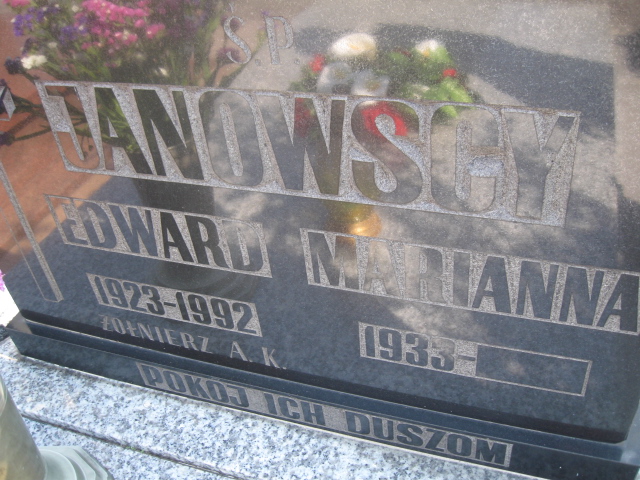 Ś.P.
JANOWSCY
EDWARD MARIANNA
1923-1992 1933-
ŻOŁNIERZ A.K.
POKÓJ ICH DUSZOM